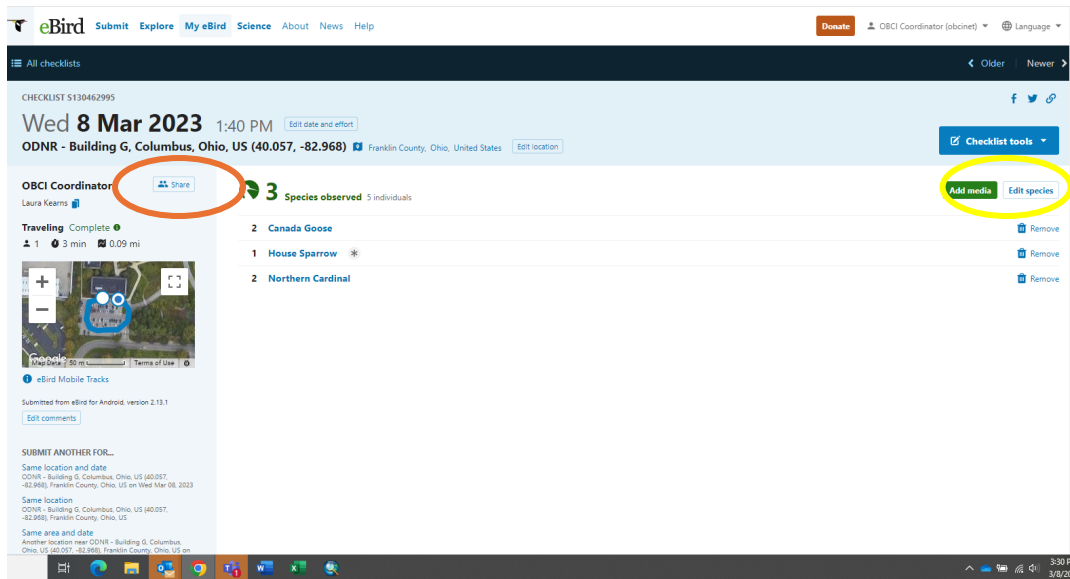 eBird Submit Explore My eBird Science About News Help Donate OBCI Coordinator (obcinet) Language
All checklists Older Newer
CHECKLIST S130462995
Wed 8 Mar 2023 1:40 PM Edit date and effort
ODNR - Building G, Columbus, Ohio, US (40.057, -82.968) Franklin County, Ohio, United States Edit location
Checklist tools
OBCI Coordinator Share
Laura Kearns
3 Species observed 5 individuals
Add media Edit species
Traveling Complete
1 3 min 0.09 mi
2 Canada Goose Remove
1 House Sparrow * Remove
2 Northern Cardinal Remove
+
−
Google
Map Data 50 m Terms of Use
eBird Mobile Tracks
Submitted from eBird for Android, version 2.13.1
Edit comments
SUBMIT ANOTHER FOR...
Same location and date
ODNR - Building G, Columbus, Ohio, US (40.057,
-82.968), Franklin County, Ohio, US on Wed Mar 08, 2023
Same location
ODNR - Building G, Columbus, Ohio, US (40.057,
-82.968), Franklin County, Ohio, US
Same area and date
Another location near ODNR - Building G, Columbus,
Ohio, US (40.057, -82.968), Franklin County, Ohio, US on
3:30 P
3/8/20